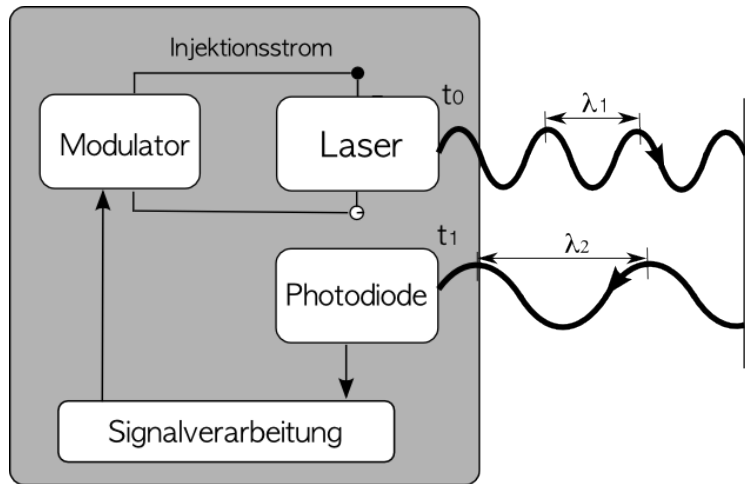 Injektionsstrom
t0
λ1
Modulator
Laser
t1
λ2
Photodiode
Signalverarbeitung